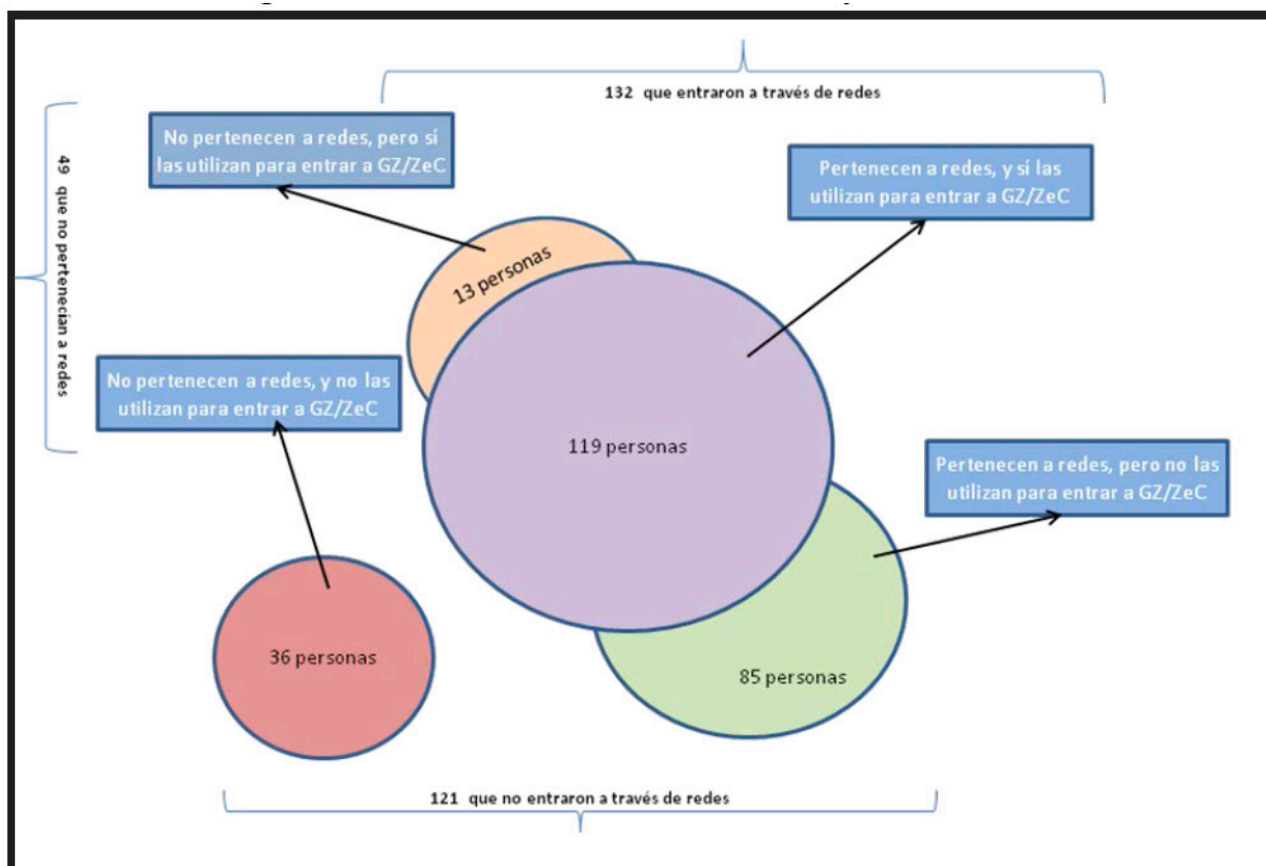 132 que entraron a través de redes
No pertenecen a redes, pero sí
las utilizan para entrar a GZ/ZeC
Pertenecen a redes, y sí las
utilizan para entrar a GZ/ZeC
49 que no pertenecían a redes
13 personas
No pertenecen a redes, y no las
utilizan para entrar a GZ/ZeC
119 personas
Pertenecen a redes, pero no las
utilizan para entrar a GZ/ZeC
36 personas
85 personas
121 que no entraron a través de redes